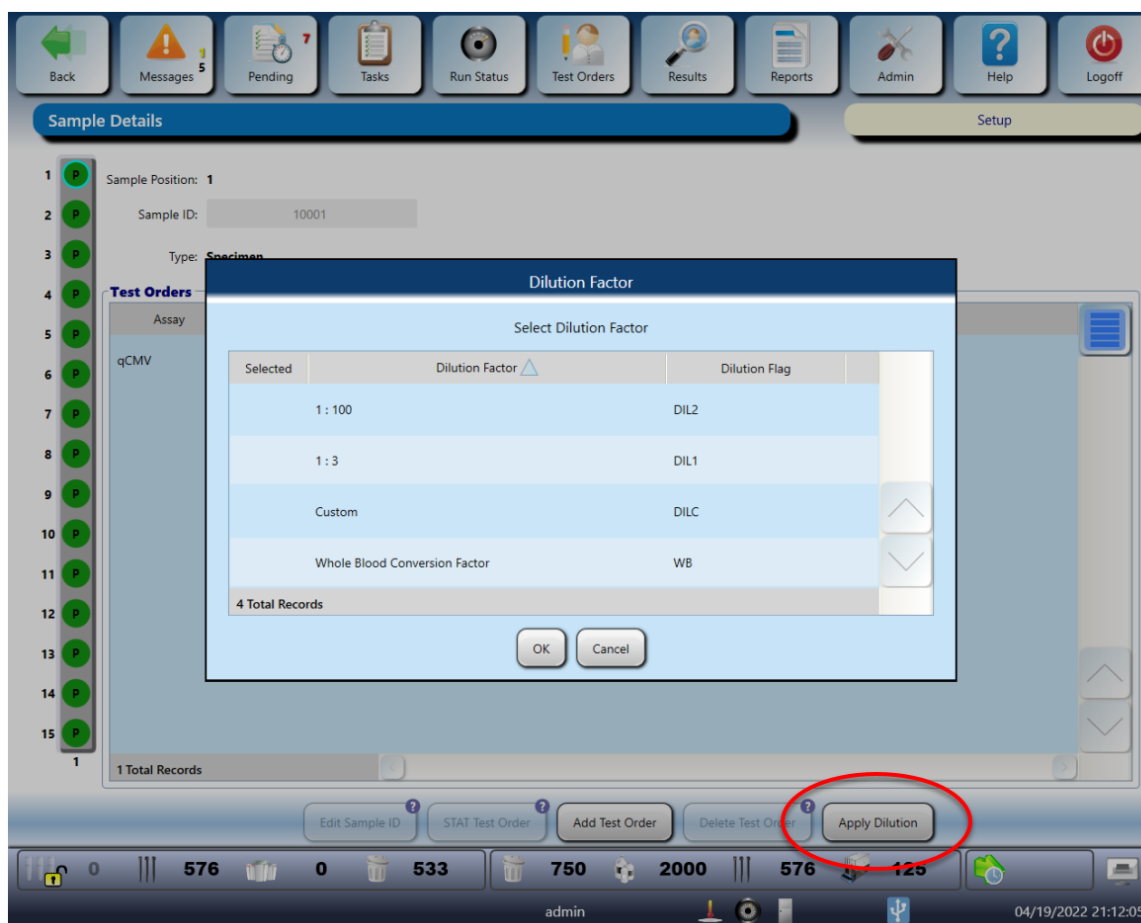 Back
Messages
1
5
Pending
7
Tasks
Run Status
Test Orders
Results
Reports
Admin
?
Help
Logoff
Sample Details
Setup
1 P
2 P
3 P
4 P
5 P
6 P
7 P
8 P
9 P
10 P
11 P
12 P
13 P
14 P
15 P
1
Sample Position: 1
Sample ID: 10001
Type: Specimen
Test Orders
Assay
qCMV
Dilution Factor
Select Dilution Factor
Selected Dilution Factor Dilution Flag
1 : 100 DIL2
1 : 3 DIL1
Custom DILC
Whole Blood Conversion Factor WB
4 Total Records
OK Cancel
1 Total Records
Edit Sample ID ? STAT Test Order ? Add Test Order Delete Test Order ? Apply Dilution
0 576 0 533 750 2000 576 125
admin 04/19/2022 21:12:05